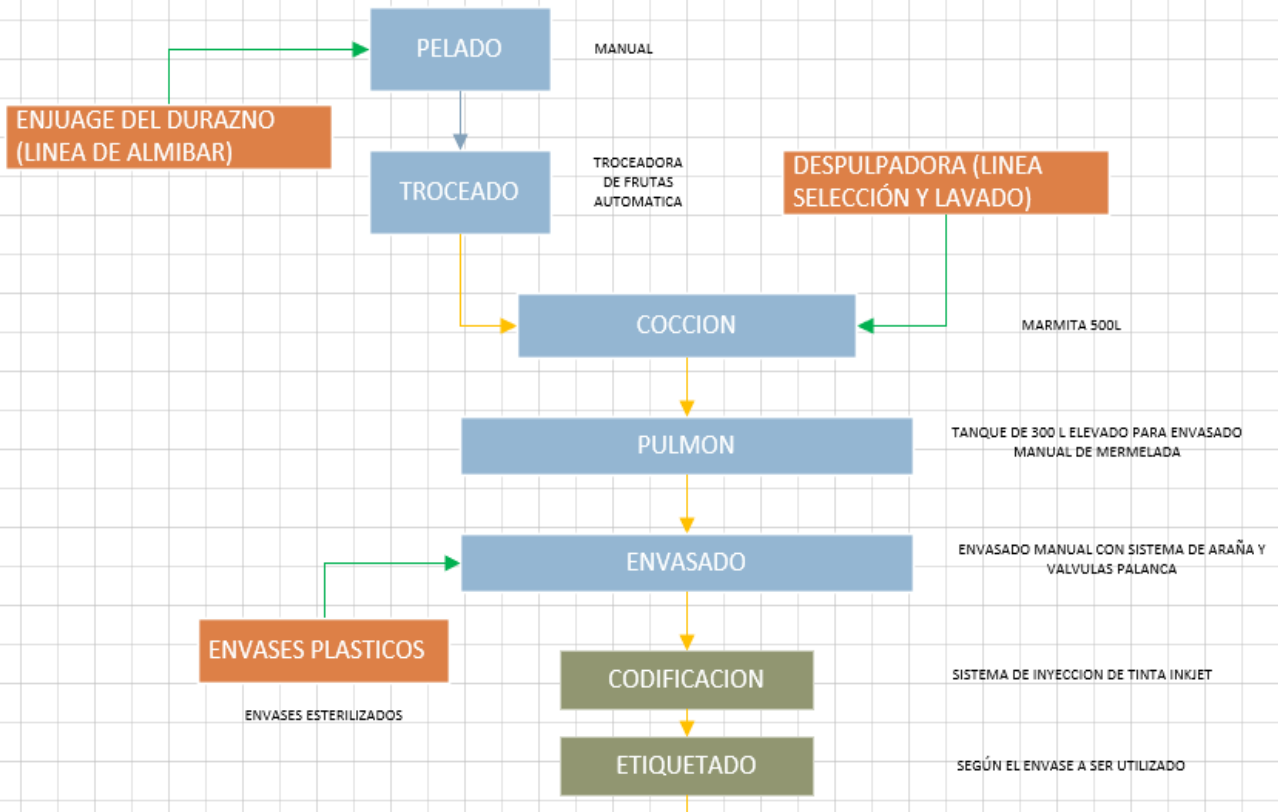 PELADO
MANUAL
ENJUAGE DEL DURAZNO
(LINEA DE ALMIBAR)
TROCEADO
TROCEADORA
DE FRUTAS
AUTOMATICA
DESPULPADORA (LINEA
SELECCIÓN Y LAVADO)
COCCION
MARMITA 500L
PULMON
TANQUE DE 300 L ELEVADO PARA ENVASADO
MANUAL DE MERMELADA
ENVASADO
ENVASADO MANUAL CON SISTEMA DE ARAÑA Y
VALVULAS PALANCA
ENVASES PLASTICOS
ENVASES ESTERILIZADOS
CODIFICACION
SISTEMA DE INYECCION DE TINTA INKJET
ETIQUETADO
SEGÚN EL ENVASE A SER UTILIZADO